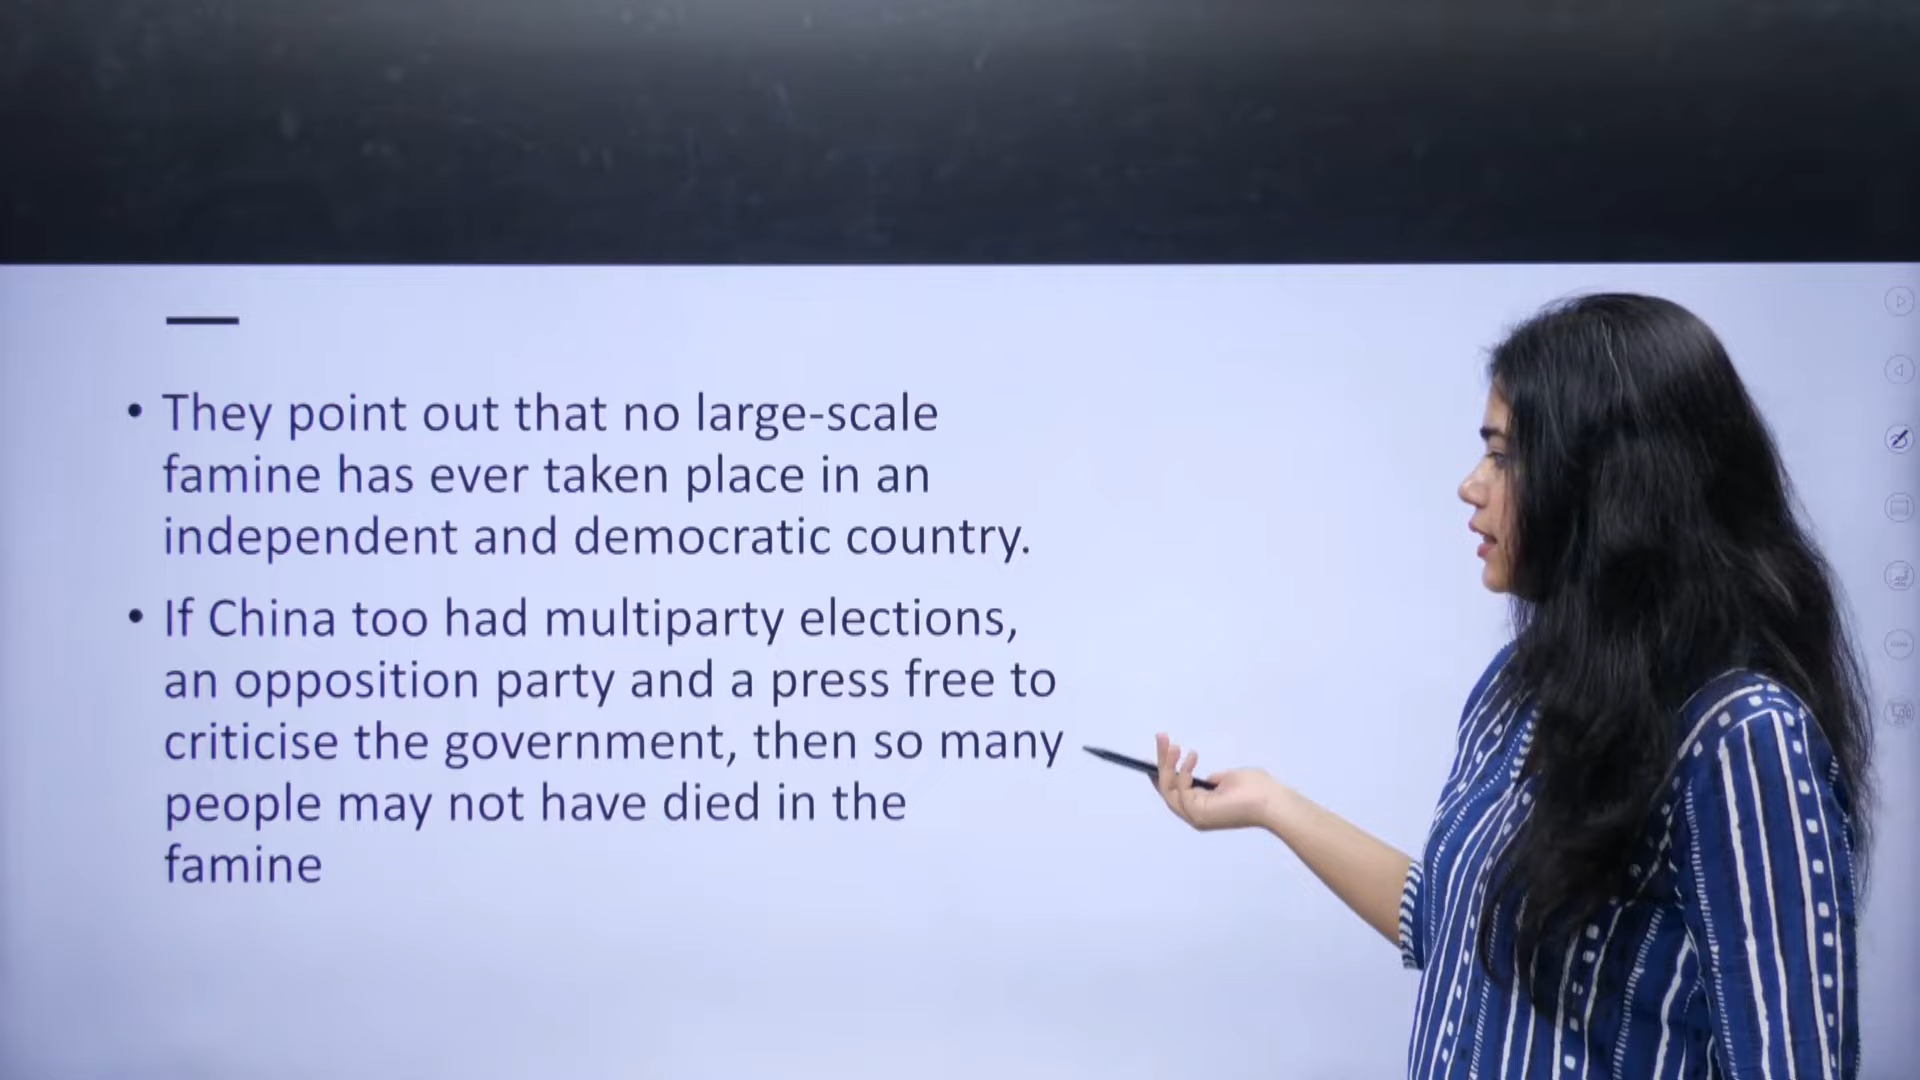 • They point out that no large-scale
famine has ever taken place in an
independent and democratic country.
• If China too had multiparty elections,
an opposition party and a press free to
criticise the government, then so many
people may not have died in the
famine